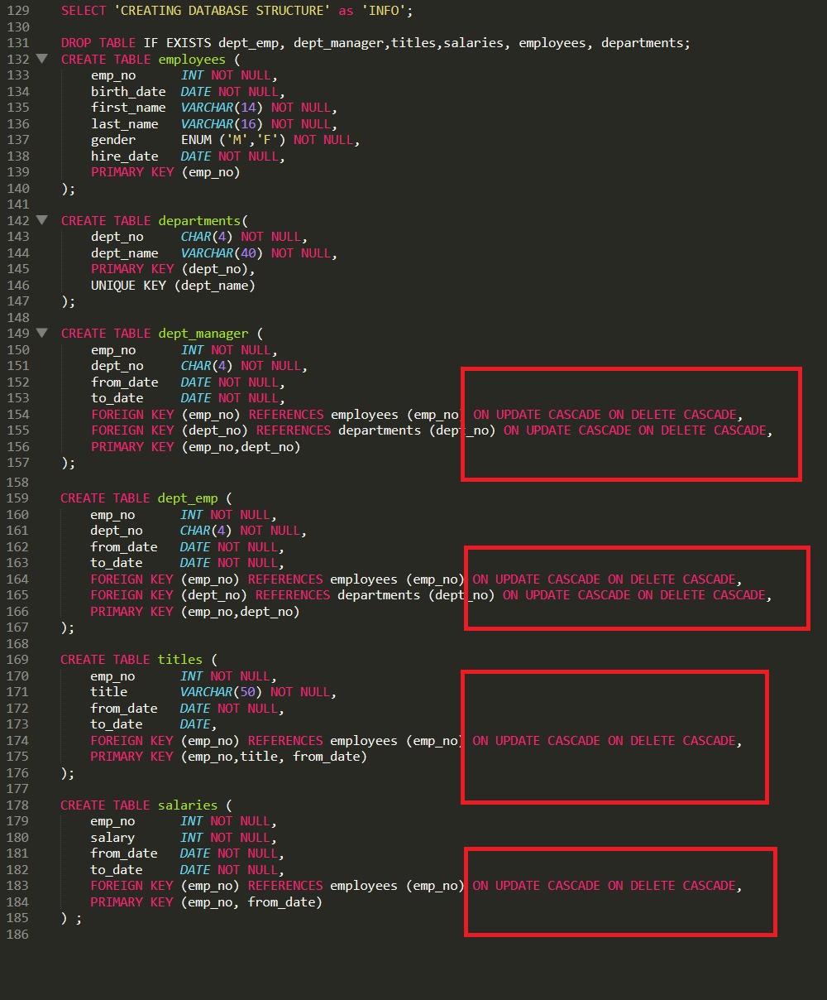 129 SELECT 'CREATING DATABASE STRUCTURE' as 'INFO';
130
131 DROP TABLE IF EXISTS dept_emp, dept_manager,titles,salaries, employees, departments;
132 CREATE TABLE employees (
133 emp_no INT NOT NULL,
134 birth_date DATE NOT NULL,
135 first_name VARCHAR(14) NOT NULL,
136 last_name VARCHAR(16) NOT NULL,
137 gender ENUM ('M','F') NOT NULL,
138 hire_date DATE NOT NULL,
139 PRIMARY KEY (emp_no)
140 );
141
142 CREATE TABLE departments(
143 dept_no CHAR(4) NOT NULL,
144 dept_name VARCHAR(40) NOT NULL,
145 PRIMARY KEY (dept_no),
146 UNIQUE KEY (dept_name)
147 );
148
149 CREATE TABLE dept_manager (
150 emp_no INT NOT NULL,
151 dept_no CHAR(4) NOT NULL,
152 from_date DATE NOT NULL,
153 to_date DATE NOT NULL,
154 FOREIGN KEY (emp_no) REFERENCES employees (emp_no) ON UPDATE CASCADE ON DELETE CASCADE,
155 FOREIGN KEY (dept_no) REFERENCES departments (dept_no) ON UPDATE CASCADE ON DELETE CASCADE,
156 PRIMARY KEY (emp_no,dept_no)
157 );
158
159 CREATE TABLE dept_emp (
160 emp_no INT NOT NULL,
161 dept_no CHAR(4) NOT NULL,
162 from_date DATE NOT NULL,
163 to_date DATE NOT NULL,
164 FOREIGN KEY (emp_no) REFERENCES employees (emp_no) ON UPDATE CASCADE ON DELETE CASCADE,
165 FOREIGN KEY (dept_no) REFERENCES departments (dept_no) ON UPDATE CASCADE ON DELETE CASCADE,
166 PRIMARY KEY (emp_no,dept_no)
167 );
168
169 CREATE TABLE titles (
170 emp_no INT NOT NULL,
171 title VARCHAR(50) NOT NULL,
172 from_date DATE NOT NULL,
173 to_date DATE,
174 FOREIGN KEY (emp_no) REFERENCES employees (emp_no) ON UPDATE CASCADE ON DELETE CASCADE,
175 PRIMARY KEY (emp_no,title, from_date)
176 );
177
178 CREATE TABLE salaries (
179 emp_no INT NOT NULL,
180 salary INT NOT NULL,
181 from_date DATE NOT NULL,
182 to_date DATE NOT NULL,
183 FOREIGN KEY (emp_no) REFERENCES employees (emp_no) ON UPDATE CASCADE ON DELETE CASCADE,
184 PRIMARY KEY (emp_no, from_date)
185 ) ;
186